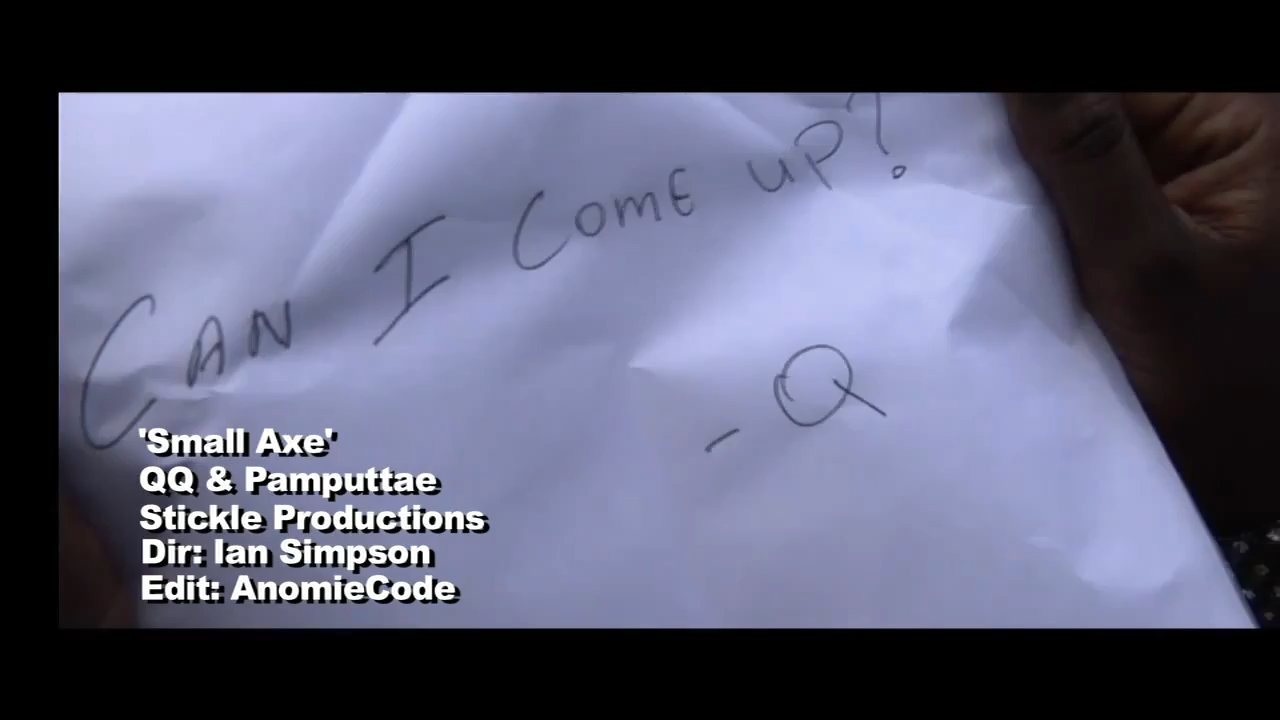 CAN I COME UP?
- Q
'Small Axe'
QQ & Pamputtae
Stickle Productions
Dir: Ian Simpson
Edit: AnomieCode